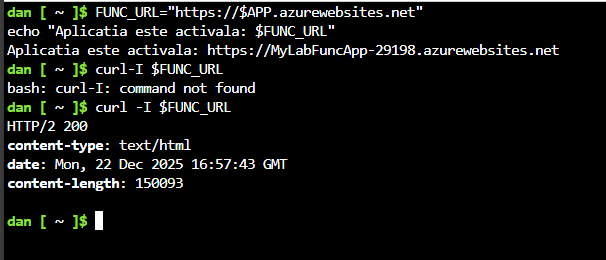 dan [ ~ ]$ FUNC_URL="https://$APP.azurewebsites.net"
echo "Aplicatia este activala: $FUNC_URL"
Aplicatia este activala: https://MyLabFuncApp-29198.azurewebsites.net
dan [ ~ ]$ curl-I $FUNC_URL
bash: curl-I: command not found
dan [ ~ ]$ curl -I $FUNC_URL
HTTP/2 200
content-type: text/html
date: Mon, 22 Dec 2025 16:57:43 GMT
content-length: 150093
dan [ ~ ]$